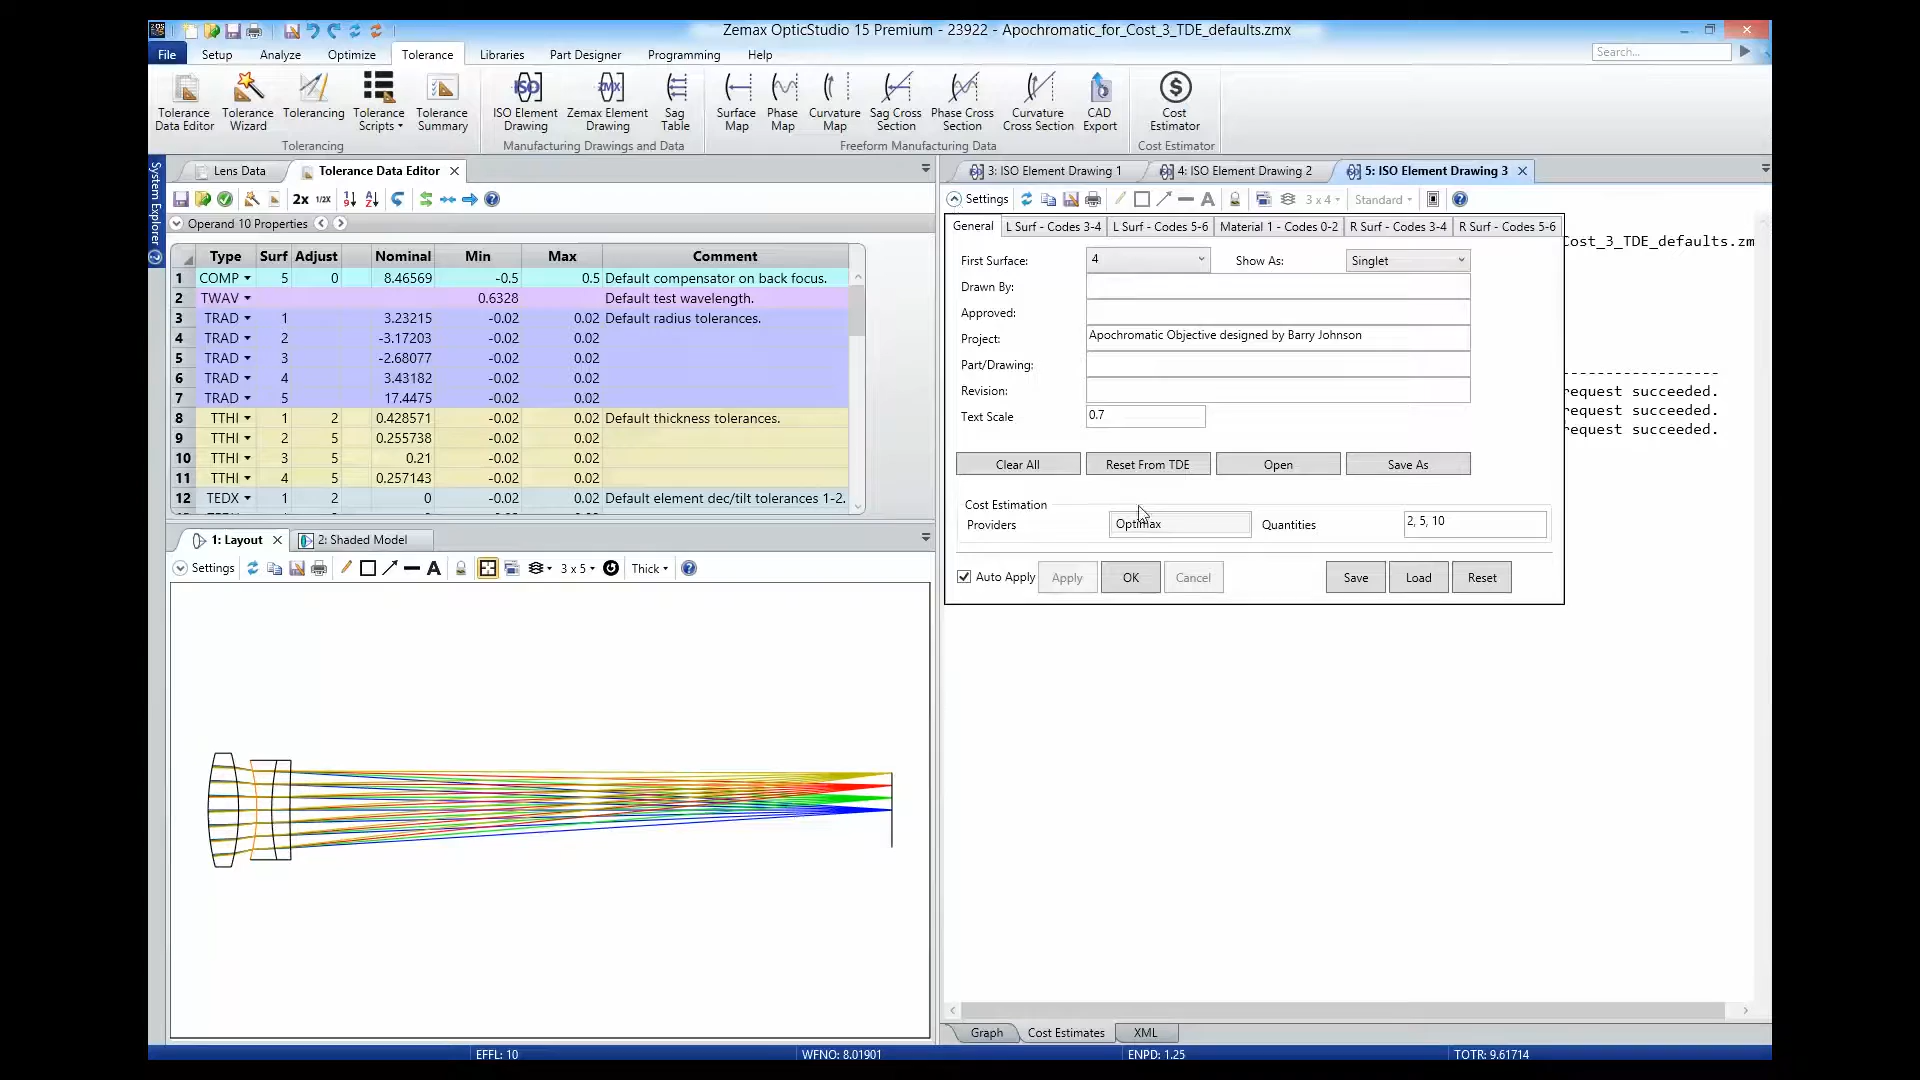 Zemax OpticStudio 15 Premium - 23922 - Apochromatic_for_Cost_3_TDE_defaults.zmx
File Setup Analyze Optimize Tolerance Libraries Part Designer Programming Help Search...
Tolerance Data Editor
Tolerance Wizard
Tolerancing
Tolerance Scripts
Tolerance Summary
Tolerancing
ISO Element Drawing
Zemax Element Drawing
Sag Table
Manufacturing Drawings and Data
Surface Map
Phase Map
Curvature Map
Sag Cross Section
Phase Cross Section
Curvature Cross Section
CAD Export
Freeform Manufacturing Data
Cost Estimator
Cost Estimator
System Explorer
Lens Data Tolerance Data Editor
2x 1/2X
Operand 10 Properties
Type Surf Adjust Nominal Min Max Comment
1 COMP 5 0 8.46569 -0.5 0.5 Default compensator on back focus.
2 TWAV 0.6328 Default test wavelength.
3 TRAD 1 3.23215 -0.02 0.02 Default radius tolerances.
4 TRAD 2 -3.17203 -0.02 0.02
5 TRAD 3 -2.68077 -0.02 0.02
6 TRAD 4 3.43182 -0.02 0.02
7 TRAD 5 17.4475 -0.02 0.02
8 TTHI 1 2 0.428571 -0.02 0.02 Default thickness tolerances.
9 TTHI 2 5 0.255738 -0.02 0.02
10 TTHI 3 5 0.21 -0.02 0.02
11 TTHI 4 5 0.257143 -0.02 0.02
12 TEDX 1 2 0 -0.02 0.02 Default element dec/tilt tolerances 1-2.
1: Layout 2: Shaded Model
Settings 3 x 5 Thick
3: ISO Element Drawing 1 4: ISO Element Drawing 2 5: ISO Element Drawing 3
Settings 3 x 4 Standard
General L Surf - Codes 3-4 L Surf - Codes 5-6 Material 1 - Codes 0-2 R Surf - Codes 3-4 R Surf - Codes 5-6
First Surface: 4 Show As: Singlet
Drawn By:
Approved:
Project: Apochromatic Objective designed by Barry Johnson
Part/Drawing:
Revision:
Text Scale 0.7
Clear All Reset From TDE Open Save As
Cost Estimation
Providers Optimax Quantities 2, 5, 10
Auto Apply Apply OK Cancel Save Load Reset
Cost_3_TDE_defaults.zm
------------------
request succeeded.
request succeeded.
request succeeded.
Graph Cost Estimates XML
EFFL: 10 WFNO: 8.01901 ENPD: 1.25 TOTR: 9.61714